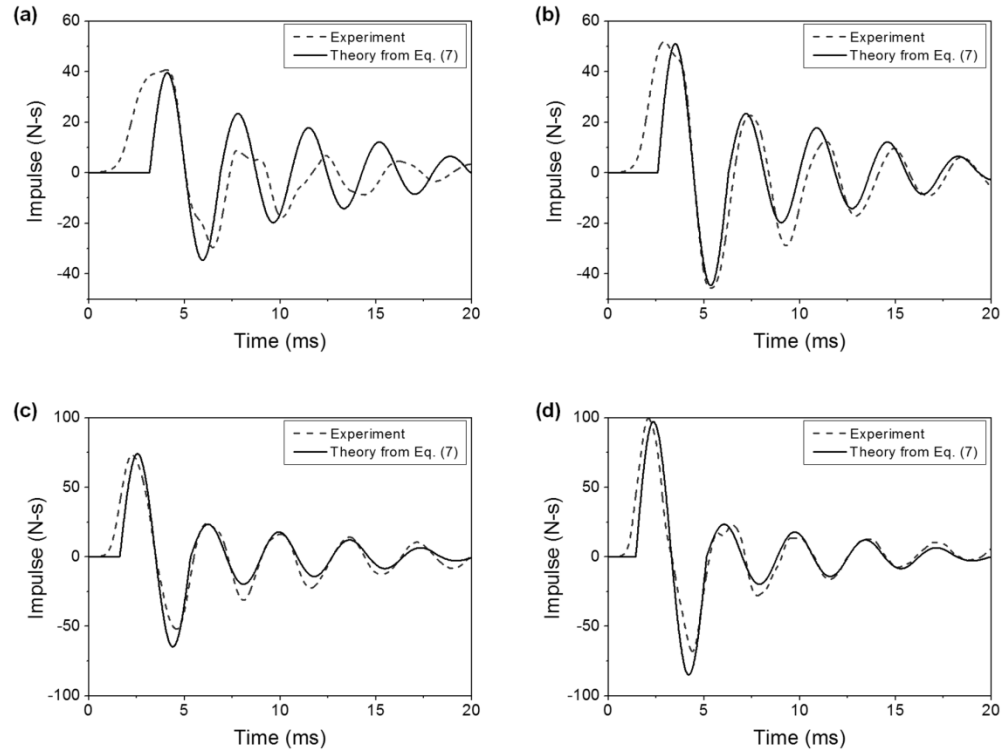 (a)
60
40
20
0
-20
-40
Impulse (N-s)
Experiment
Theory from Eq. (7)
0 5 10 15 20
Time (ms)
(b)
60
40
20
0
-20
-40
Impulse (N-s)
Experiment
Theory from Eq. (7)
0 5 10 15 20
Time (ms)
(c)
100
50
0
-50
-100
Impulse (N-s)
Experiment
Theory from Eq. (7)
0 5 10 15 20
Time (ms)
(d)
100
50
0
-50
-100
Impulse (N-s)
Experiment
Theory from Eq. (7)
0 5 10 15 20
Time (ms)